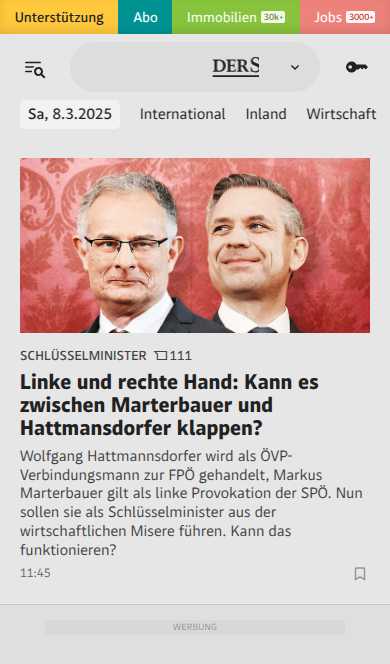 Unterstützung Abo Immobilien 30k+ Jobs 3000+
DERS
Sa, 8.3.2025 International Inland Wirtschaft
SCHLÜSSELMINISTER 111
Linke und rechte Hand: Kann es
zwischen Marterbauer und
Hattmansdorfer klappen?
Wolfgang Hattmannsdorfer wird als ÖVP-
Verbindungsmann zur FPÖ gehandelt, Markus
Marterbauer gilt als linke Provokation der SPÖ. Nun
sollen sie als Schlüsselminister aus der
wirtschaftlichen Misere führen. Kann das
funktionieren?
11:45
WERBUNG